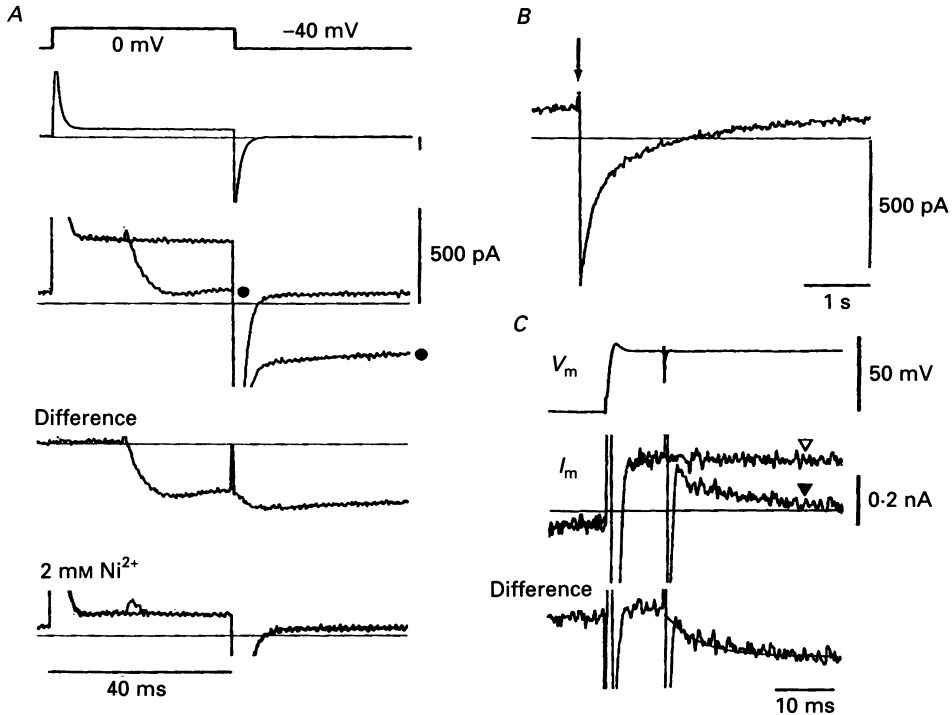 A
0 mV
−40 mV
500 pA
Difference
2 mM Ni2+
40 ms
B
500 pA
1 s
C
Vm
50 mV
Im
0·2 nA
Difference
10 ms